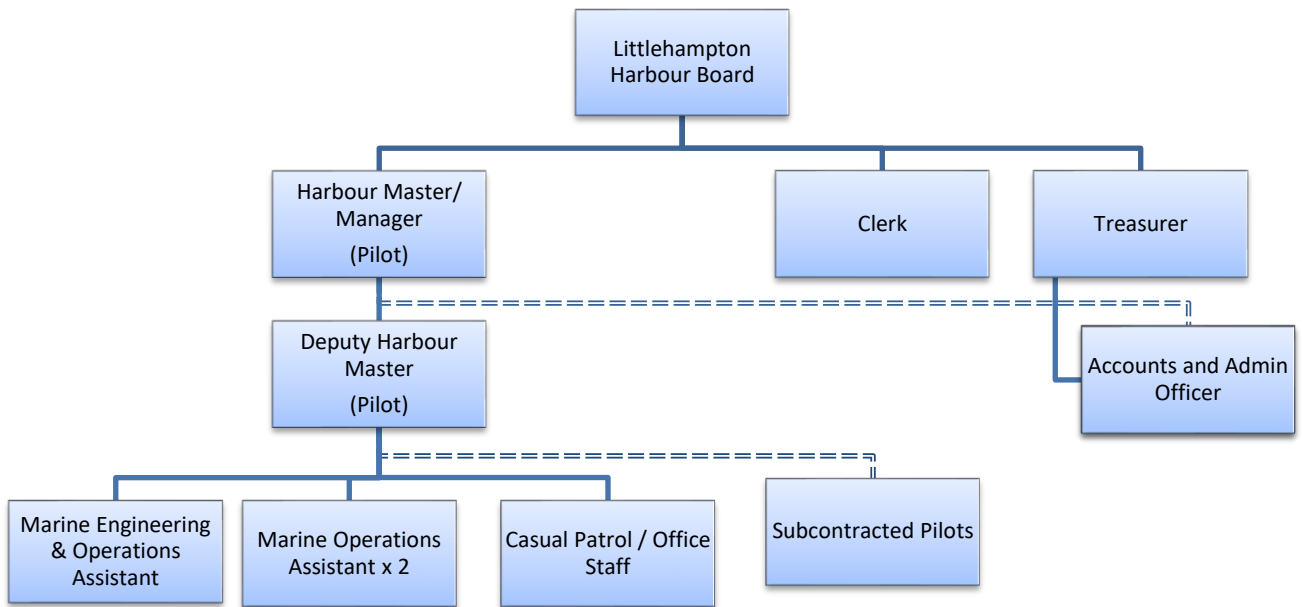 Littlehampton
Harbour Board
Harbour Master/
Manager
(Pilot)
Clerk
Treasurer
Deputy Harbour
Master
(Pilot)
Accounts and Admin
Officer
Marine Engineering
& Operations
Assistant
Marine Operations
Assistant x 2
Casual Patrol / Office
Staff
Subcontracted Pilots